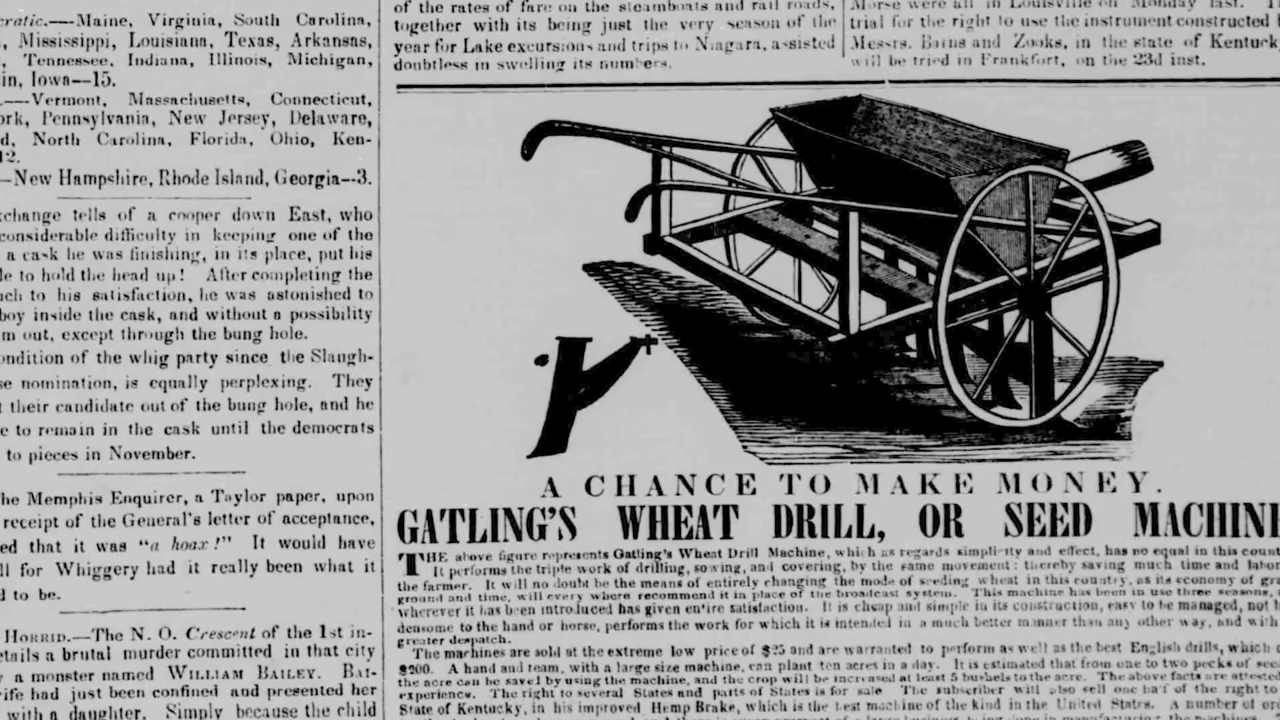 cratic.—Maine, Virginia, South Carolina,
Mississippi, Louisiana, Texas, Arkansas,
Tennessee, Indiana, Illinois, Michigan,
Iowa—15.
—Vermont, Massachusetts, Connecticut,
ork, Pennsylvania, New Jersey, Delaware,
North Carolina, Florida, Ohio, Ken-
12.
—New Hampshire, Rhode Island, Georgia—3.
xchange tells of a cooper down East, who
considerable difficulty in keeping one of the
a cask he was finishing, in its place, put his
to hold the head up! After completing the
to his satisfaction, he was astonished to
boy inside the cask, and without a possibility
m out, except through the bung hole.
ondition of the whig party since the Slaugh-
se nomination, is equally perplexing. They
t their candidate out of the bung hole, and he
to remain in the cask until the democrats
to pieces in November.
he Memphis Enquirer, a Taylor paper, upon
receipt of the General's letter of acceptance,
ed that it was "a hoax!" It would have
ll for Whiggery had it really been what it
d to be.
HORRID.—The N. O. Crescent of the 1st in-
etails a brutal murder committed in that city
a monster named WILLIAM BAILEY. BAI-
ife had just been confined and presented her
with a daughter. Simply because the child
of the rates of fare on the steamboats and rail roads,
together with its being just the very season of the
year for Lake excursions and trips to Niagara, assisted
doubtless in swelling its numbers.
Morse were all in Louisville on Monday last.
trial for the right to use the instrument constructed
Messrs. Barns and Zooks, in the state of Kentuck
will be tried in Frankfort, on the 23d inst.
A CHANCE TO MAKE MONEY.
GATLING'S WHEAT DRILL, OR SEED MACHINE
THE above figure represents Gatling's Wheat Drill Machine, which as regards simplicity and effect, has no equal in this coun
It performs the triple work of drilling, sowing, and covering, by the same movement: thereby saving much time and labor
the farmer. It will no doubt be the means of entirely changing the mode of seeding wheat in this country, as its economy of gr
ground and time, will every where recommend it in place of the broadcast system. This machine has been in use three seasons,
wherever it has been introduced has given entire satisfaction. It is cheap and simple in its construction, easy to be managed, not
densome to the hand or horse, performs the work for which it is intended in a much better manner than any other way, and with
greater despatch.
The machines are sold at the extreme low price of $25 and are warranted to perform as well as the best English drills, which
$200. A hand and team, with a large size machine, can plant ten acres in a day. It is estimated that from one to two pecks of see
the acre can be saved by using the machine, and the crop will be increased at least 5 bushels to the acre. The above facts are attested
experience. The right to several States and parts of States is for sale The subscriber will also sell one half of the right to
State of Kentucky, in his improved Hemp Brake, which is the best machine of the kind in the United States. A number of